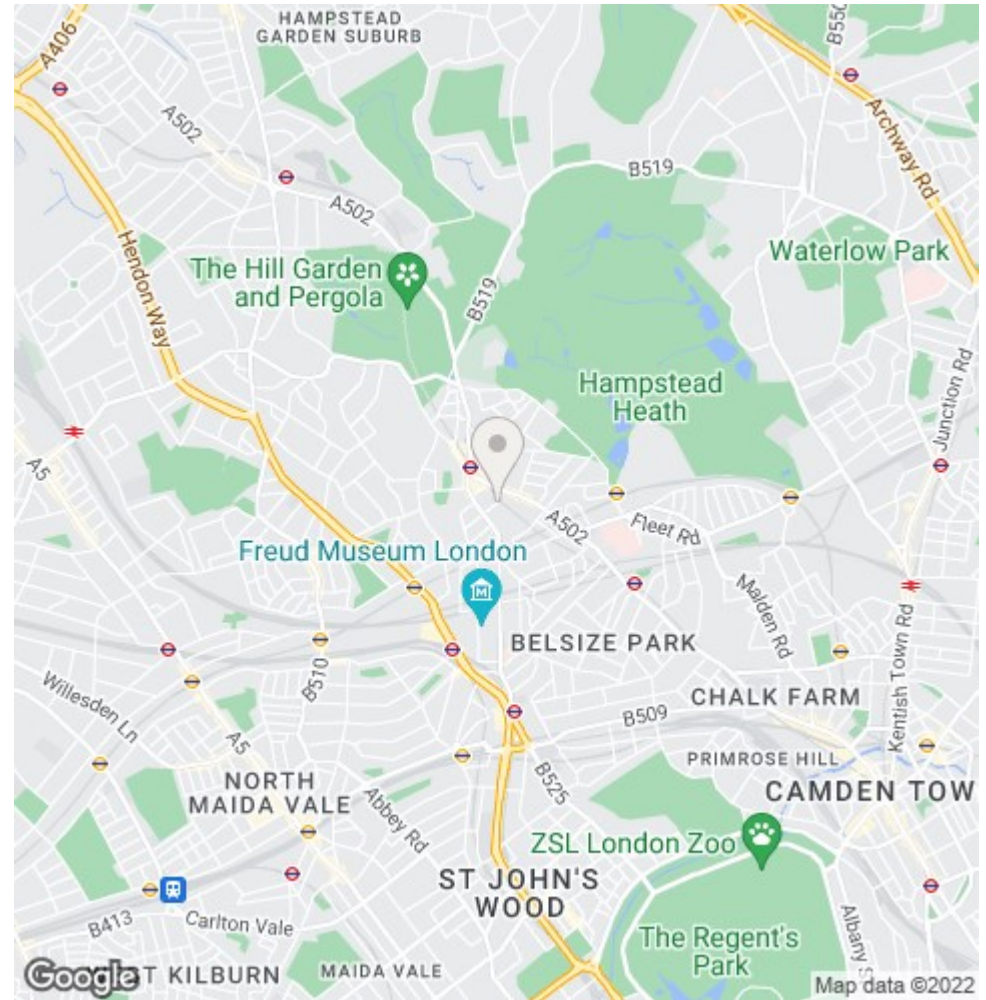 HAMPSTEAD
GARDEN SUBURB
A406
B550
A502
Archway Rd
B519
A502
Waterlow Park
Hendon Way
The Hill Garden
and Pergola
B519
Hampstead
Heath
Junction Rd
A5
A502
Fleet Rd
Freud Museum London
M
Malden Rd
BELSIZE PARK
B510
Kentish Town Rd
Willesden Ln
CHALK FARM
B509
A5
PRIMROSE HILL
NORTH
MAIDA VALE
B525
CAMDEN TOW
Abbey Rd
ZSL London Zoo
ST JOHN'S
WOOD
B413
Carlton Vale
Albany S
The Regent's
Park
Google
ST KILBURN
MAIDA VALE
Map data ©2022